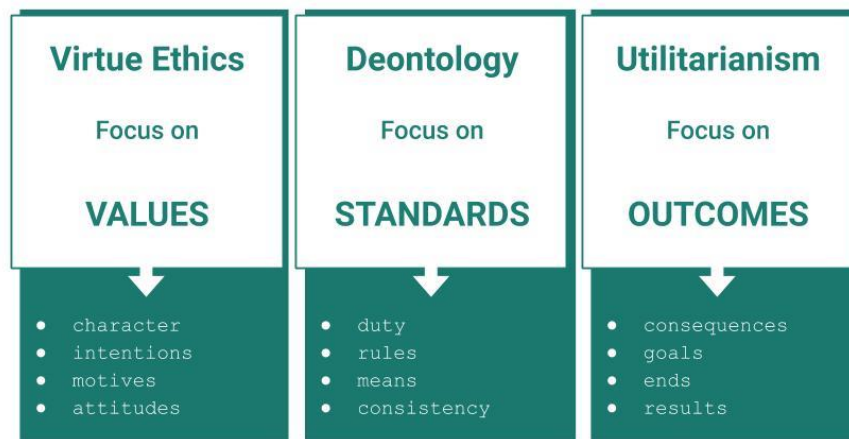 Virtue Ethics
Focus on
VALUES
• character
• intentions
• motives
• attitudes
Deontology
Focus on
STANDARDS
• duty
• rules
• means
• consistency
Utilitarianism
Focus on
OUTCOMES
• consequences
• goals
• ends
• results